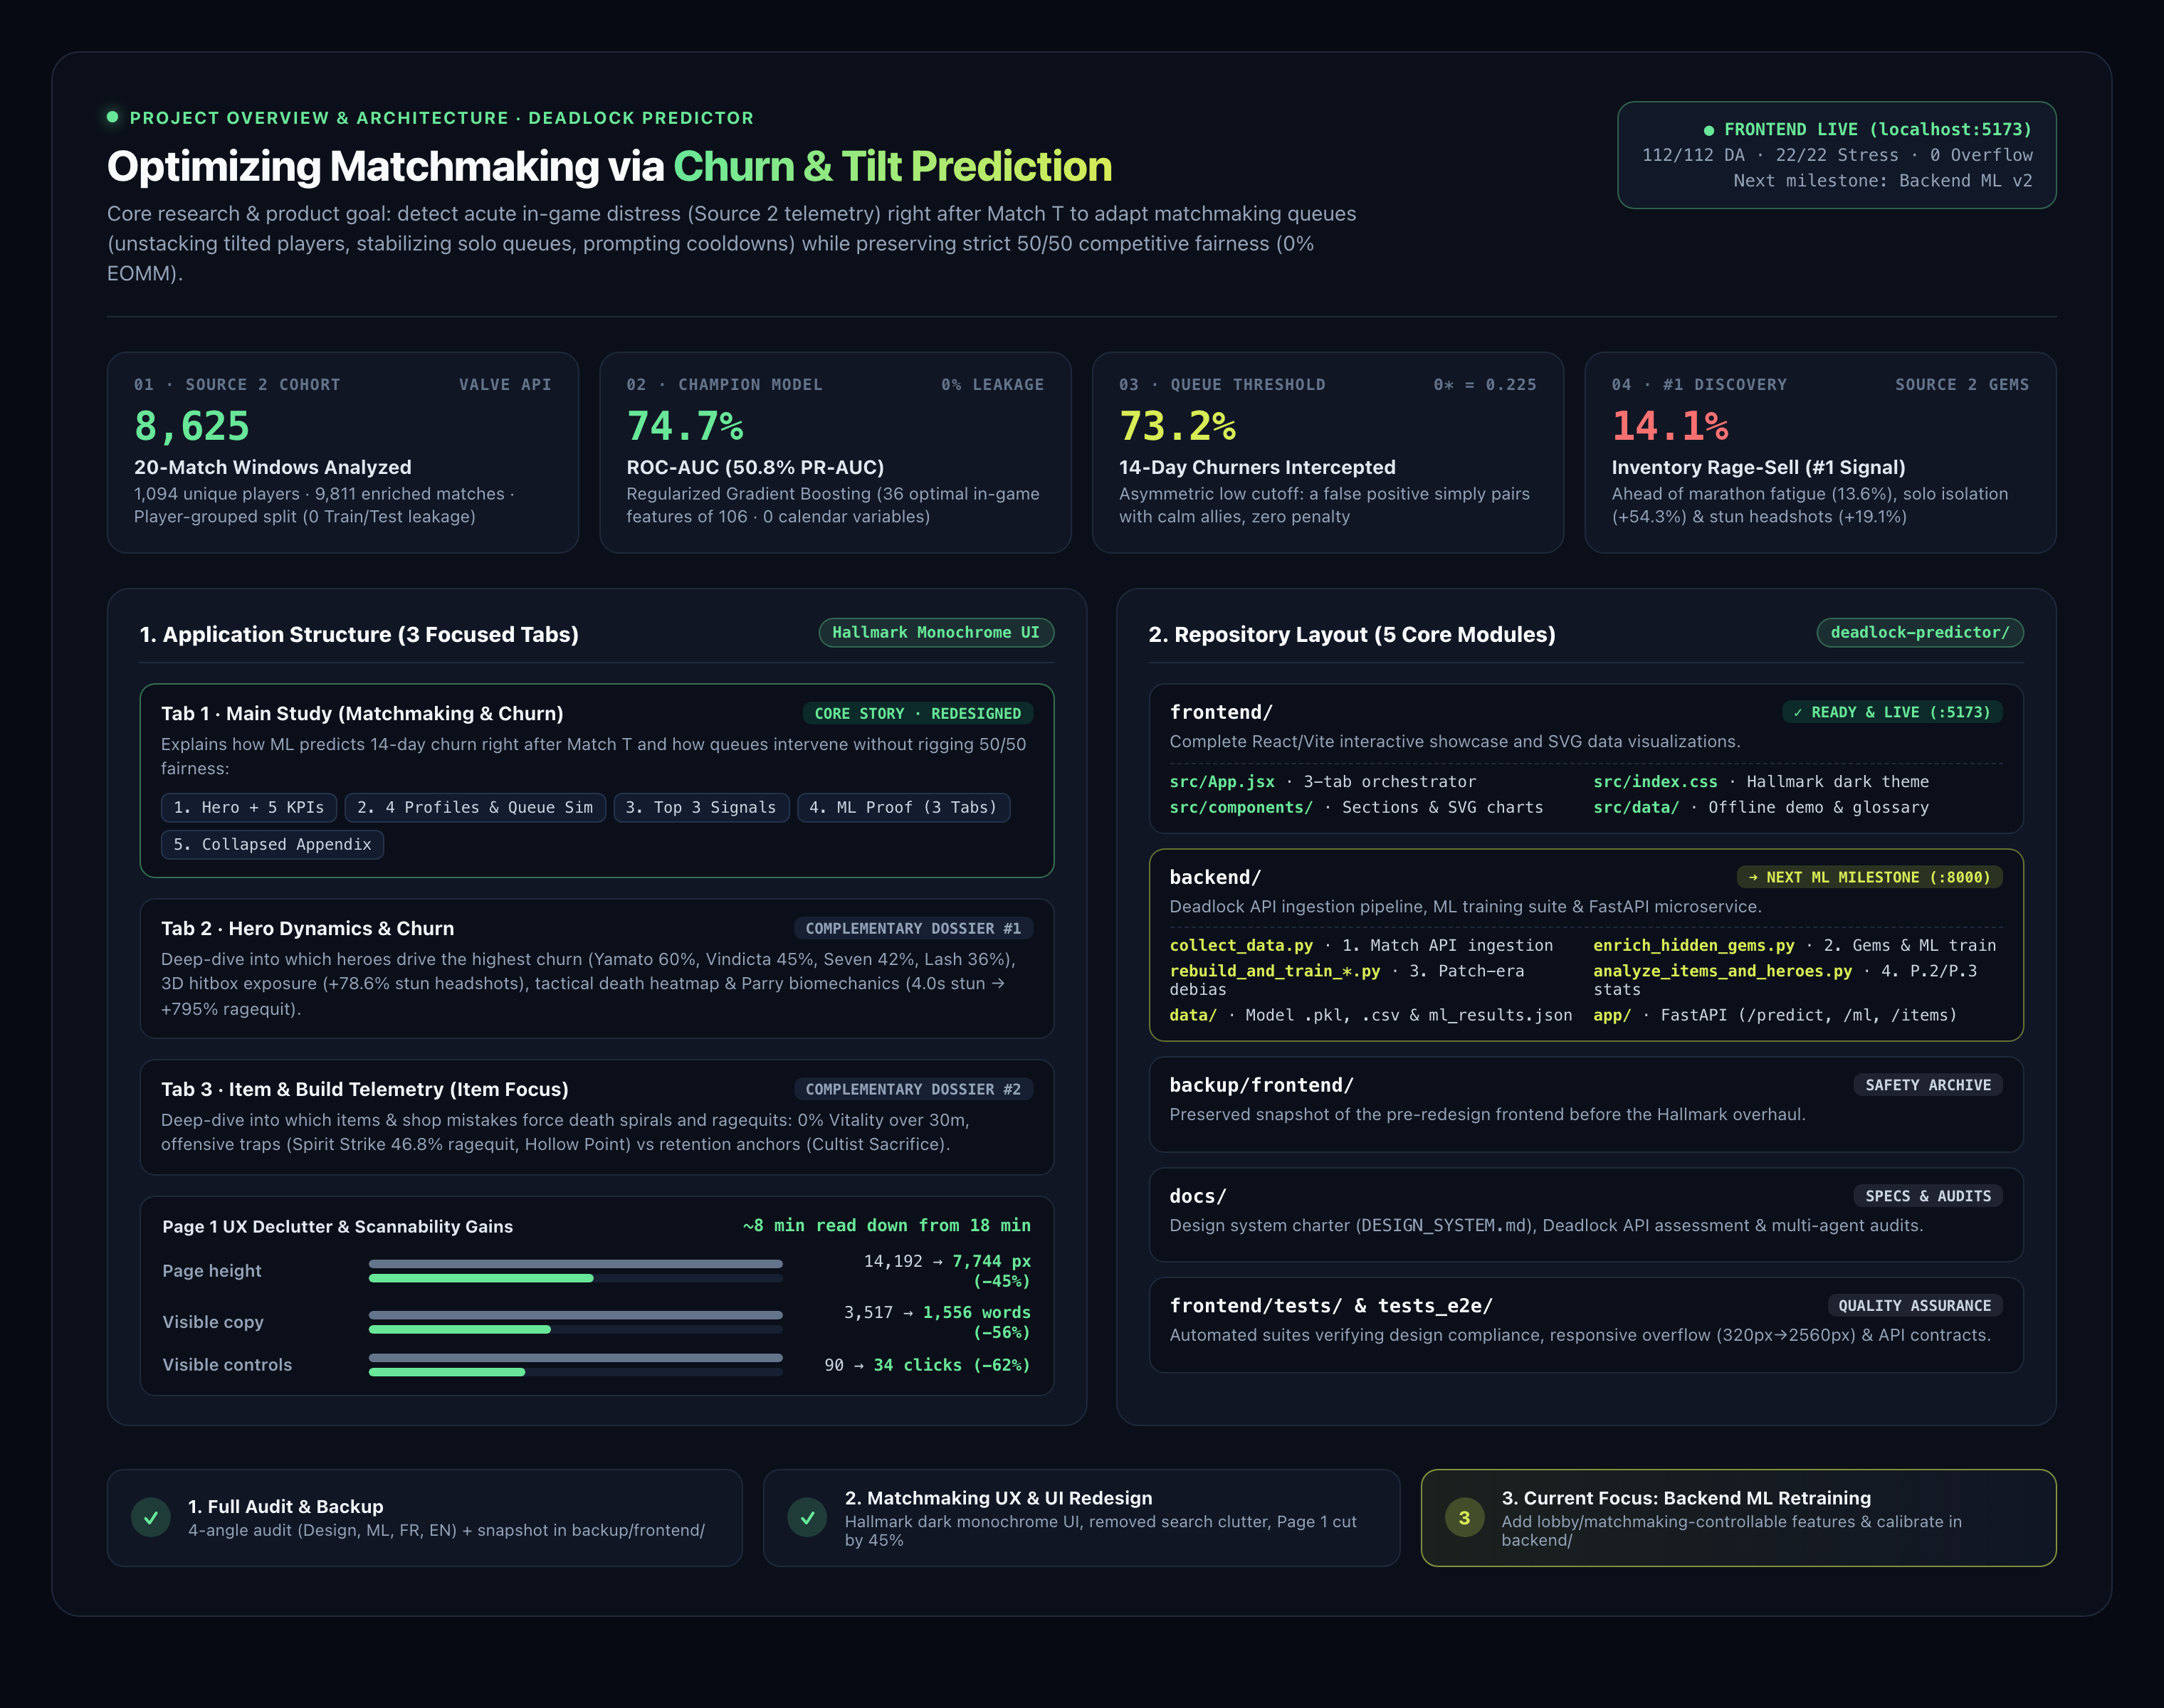 PROJECT OVERVIEW & ARCHITECTURE · DEADLOCK PREDICTOR
Optimizing Matchmaking via Churn & Tilt Prediction
Core research & product goal: detect acute in-game distress (Source 2 telemetry) right after Match T to adapt matchmaking queues
(unstacking tilted players, stabilizing solo queues, prompting cooldowns) while preserving strict 50/50 competitive fairness (0%
EOMM).
● FRONTEND LIVE (localhost:5173)
112/112 DA · 22/22 Stress · 0 Overflow
Next milestone: Backend ML v2
01 · SOURCE 2 COHORT
VALVE API
8,625
20-Match Windows Analyzed
1,094 unique players · 9,811 enriched matches ·
Player-grouped split (0 Train/Test leakage)
02 · CHAMPION MODEL
0% LEAKAGE
74.7%
ROC-AUC (50.8% PR-AUC)
Regularized Gradient Boosting (36 optimal in-game
features of 106 · 0 calendar variables)
03 · QUEUE THRESHOLD
θ* = 0.225
73.2%
14-Day Churners Intercepted
Asymmetric low cutoff: a false positive simply pairs
with calm allies, zero penalty
04 · #1 DISCOVERY
SOURCE 2 GEMS
14.1%
Inventory Rage-Sell (#1 Signal)
Ahead of marathon fatigue (13.6%), solo isolation
(+54.3%) & stun headshots (+19.1%)
1. Application Structure (3 Focused Tabs)
Hallmark Monochrome UI
Tab 1 · Main Study (Matchmaking & Churn)
CORE STORY · REDESIGNED
Explains how ML predicts 14-day churn right after Match T and how queues intervene without rigging 50/50
fairness:
1. Hero + 5 KPIs
2. 4 Profiles & Queue Sim
3. Top 3 Signals
4. ML Proof (3 Tabs)
5. Collapsed Appendix
Tab 2 · Hero Dynamics & Churn
COMPLEMENTARY DOSSIER #1
Deep-dive into which heroes drive the highest churn (Yamato 60%, Vindicta 45%, Seven 42%, Lash 36%),
3D hitbox exposure (+78.6% stun headshots), tactical death heatmap & Parry biomechanics (4.0s stun →
+795% ragequit).
Tab 3 · Item & Build Telemetry (Item Focus)
COMPLEMENTARY DOSSIER #2
Deep-dive into which items & shop mistakes force death spirals and ragequits: 0% Vitality over 30m,
offensive traps (Spirit Strike 46.8% ragequit, Hollow Point) vs retention anchors (Cultist Sacrifice).
Page 1 UX Declutter & Scannability Gains
~8 min read down from 18 min
Page height
14,192 → 7,744 px
(−45%)
Visible copy
3,517 → 1,556 words
(−56%)
Visible controls
90 → 34 clicks (−62%)
2. Repository Layout (5 Core Modules)
deadlock-predictor/
frontend/
✓ READY & LIVE (:5173)
Complete React/Vite interactive showcase and SVG data visualizations.
src/App.jsx · 3-tab orchestrator
src/index.css · Hallmark dark theme
src/components/ · Sections & SVG charts
src/data/ · Offline demo & glossary
backend/
→ NEXT ML MILESTONE (:8000)
Deadlock API ingestion pipeline, ML training suite & FastAPI microservice.
collect_data.py · 1. Match API ingestion
enrich_hidden_gems.py · 2. Gems & ML train
rebuild_and_train_*.py · 3. Patch-era
debias
analyze_items_and_heroes.py · 4. P.2/P.3
stats
data/ · Model .pkl, .csv & ml_results.json
app/ · FastAPI (/predict, /ml, /items)
backup/frontend/
SAFETY ARCHIVE
Preserved snapshot of the pre-redesign frontend before the Hallmark overhaul.
docs/
SPECS & AUDITS
Design system charter (DESIGN_SYSTEM.md), Deadlock API assessment & multi-agent audits.
frontend/tests/ & tests_e2e/
QUALITY ASSURANCE
Automated suites verifying design compliance, responsive overflow (320px→2560px) & API contracts.
✓
1. Full Audit & Backup
4-angle audit (Design, ML, FR, EN) + snapshot in backup/frontend/
✓
2. Matchmaking UX & UI Redesign
Hallmark dark monochrome UI, removed search clutter, Page 1 cut
by 45%
3
3. Current Focus: Backend ML Retraining
Add lobby/matchmaking-controllable features & calibrate in
backend/